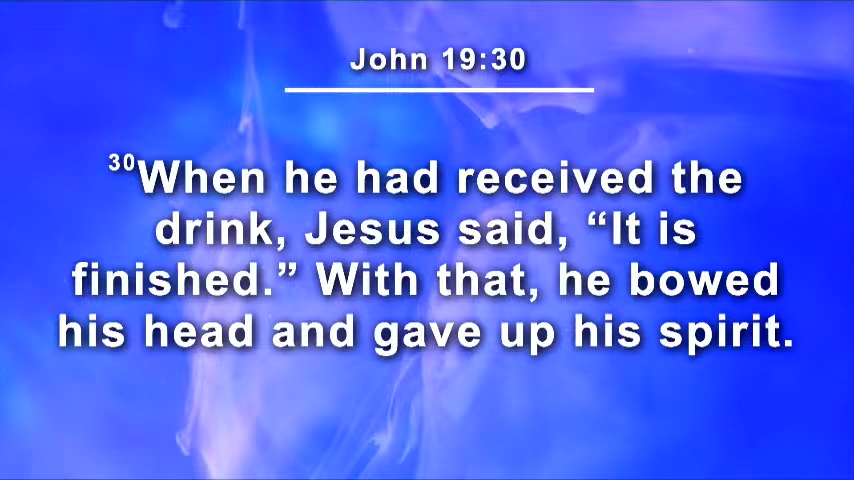 John 19:30
30When he had received the
drink, Jesus said, “It is
finished.” With that, he bowed
his head and gave up his spirit.